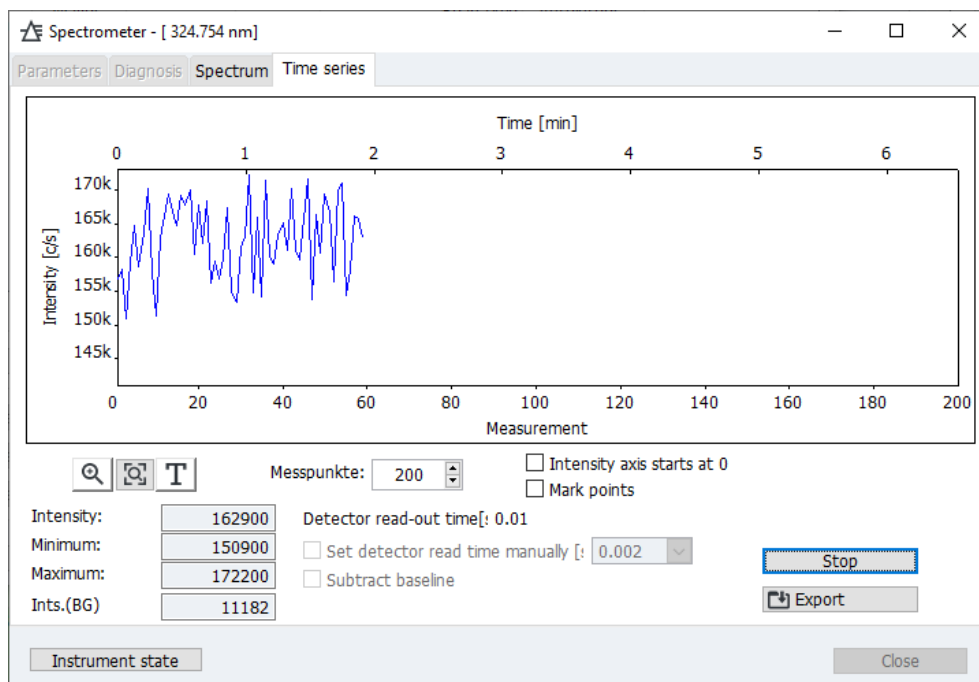 Spectrometer - [ 324.754 nm]
Parameters Diagnosis Spectrum Time series
Time [min]
0 1 2 3 4 5 6
Intensity [c/s]
170k
165k
160k
155k
150k
145k
0 20 40 60 80 100 120 140 160 180 200
Measurement
T Messpunkte: 200 Intensity axis starts at 0
Mark points
Intensity: 162900 Detector read-out time[s 0.01
Minimum: 150900 Set detector read time manually [s 0.002
Maximum: 172200 Subtract baseline Stop
Ints.(BG) 11182 Export
Instrument state Close